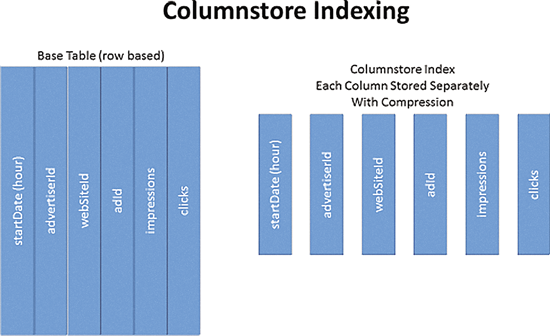 Columnstore Indexing
Base Table (row based)
startDate (hour)
advertiserId
webSiteId
adId
impressions
clicks
Columnstore Index
Each Column Stored Separately
With Compression
startDate (hour)
advertiserId
webSiteId
adId
impressions
clicks